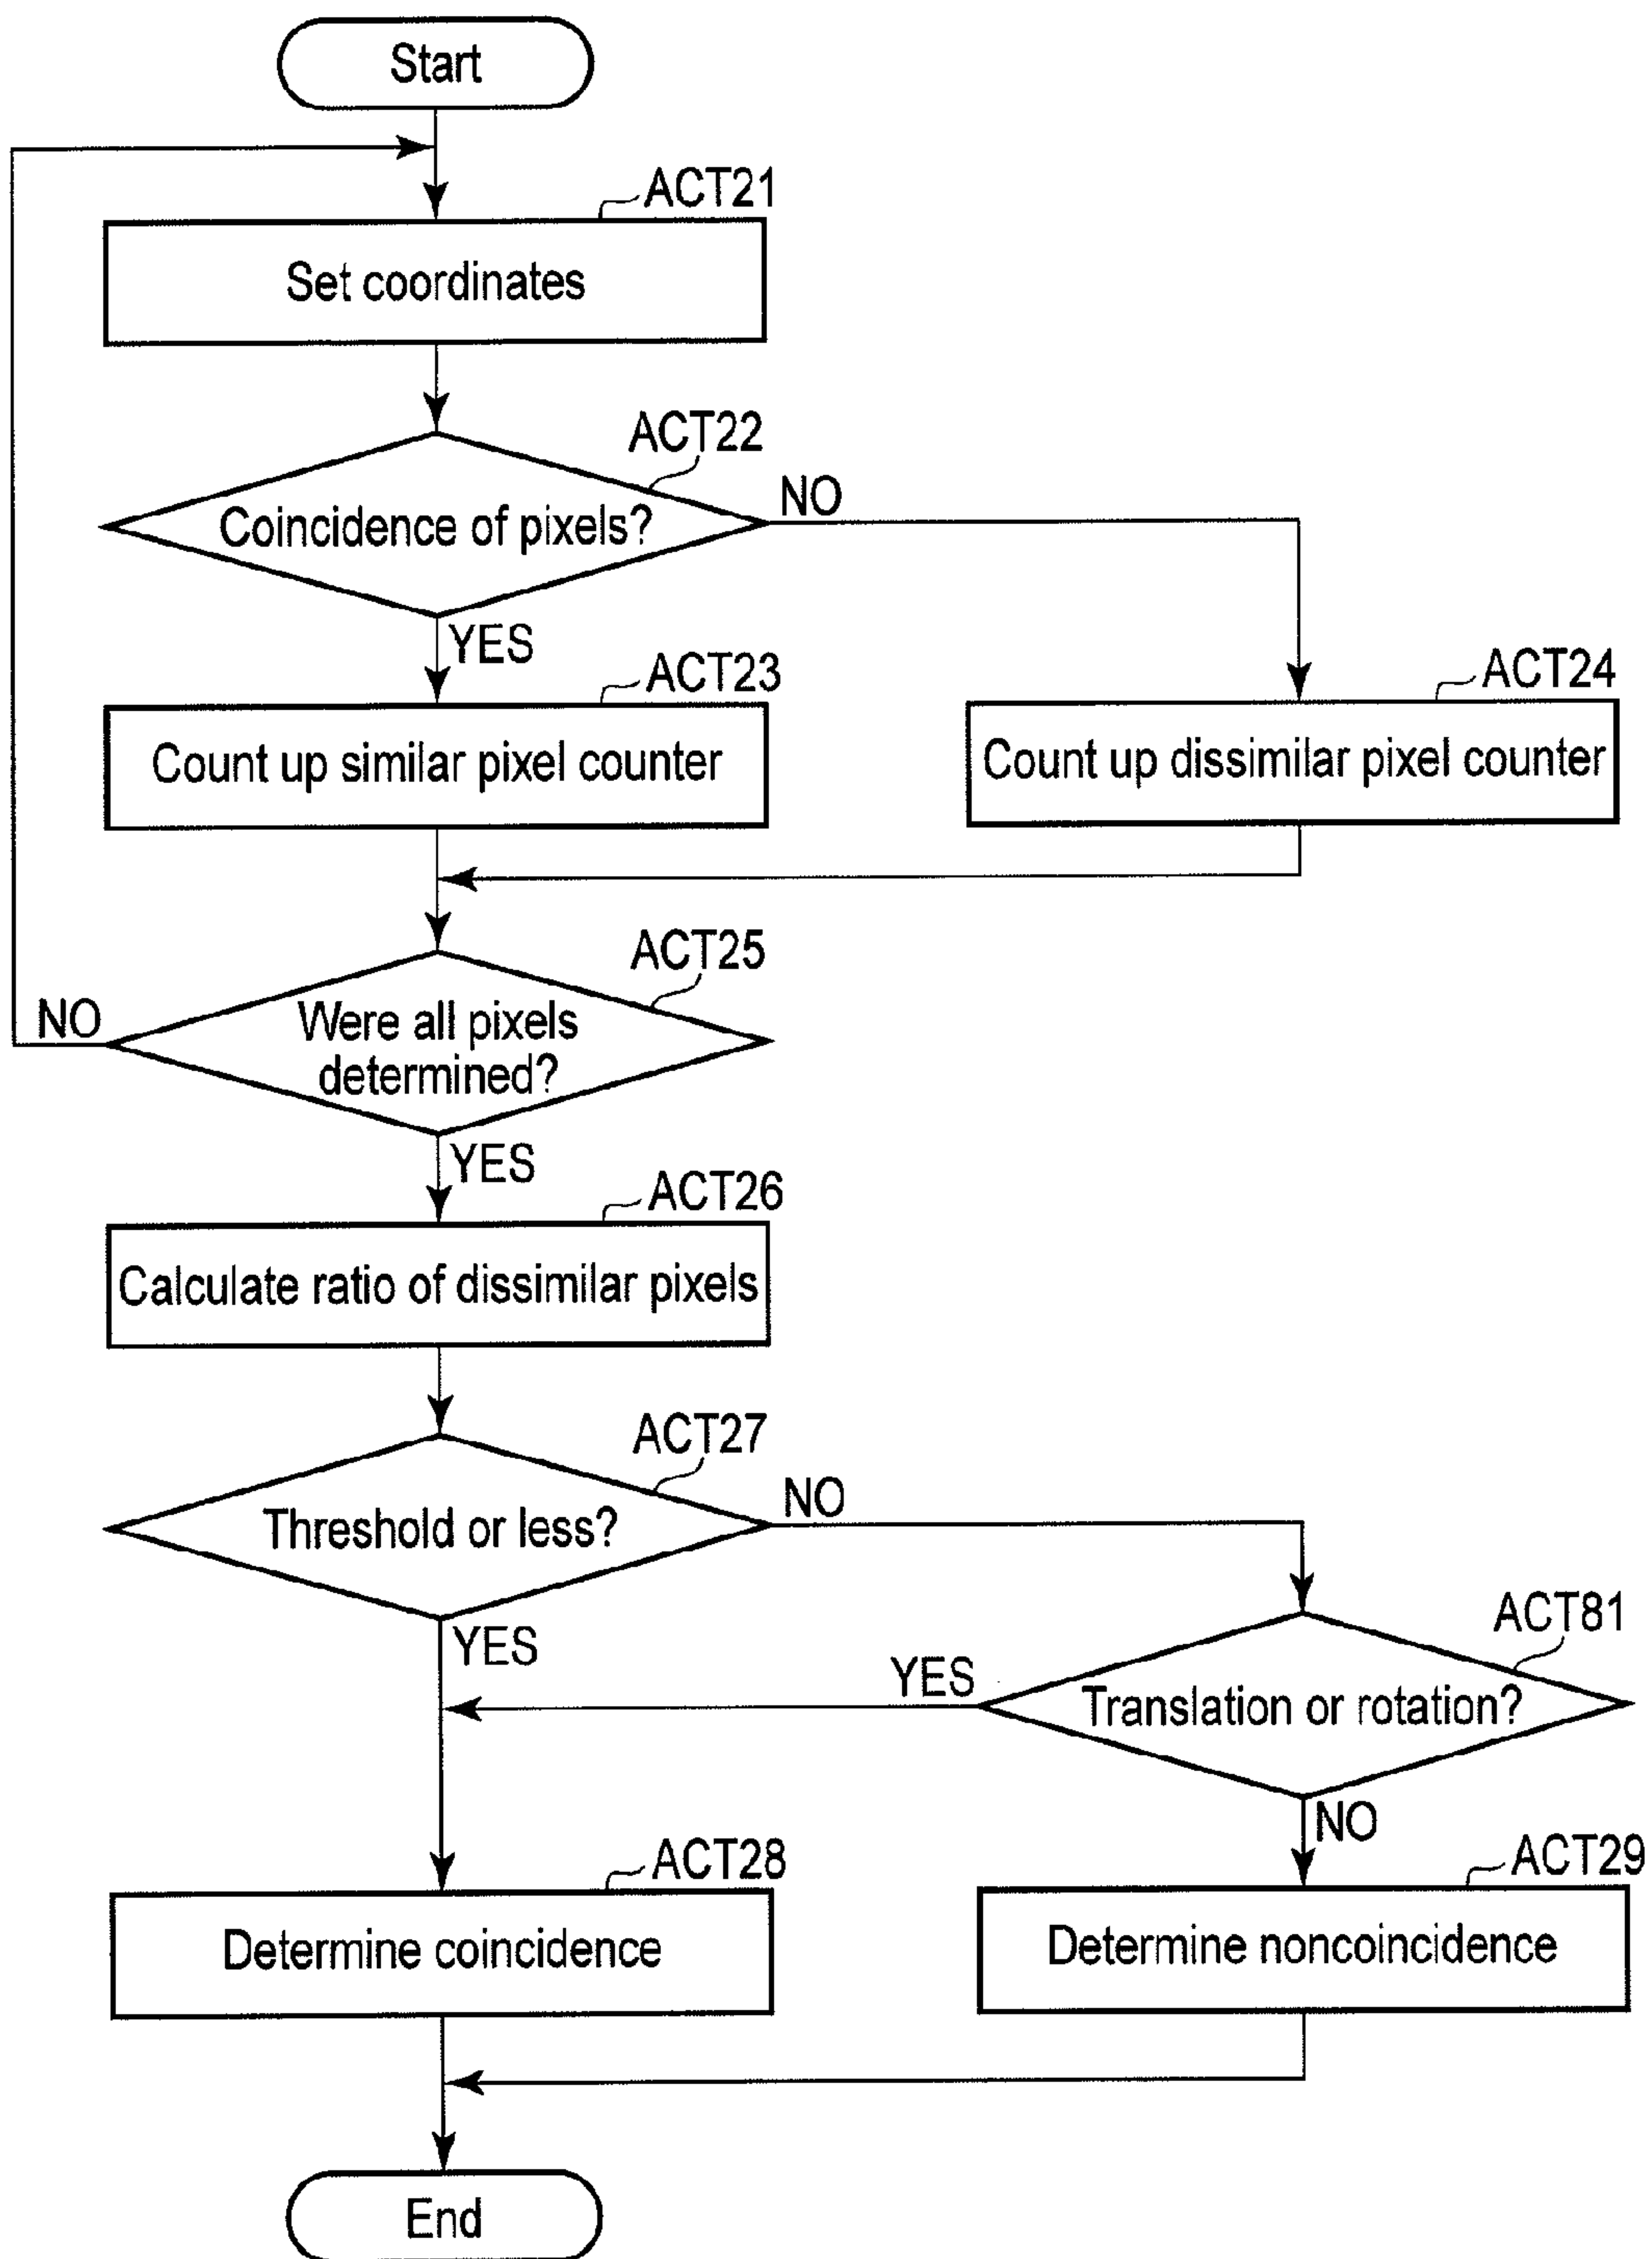 Start
ACT21
Set coordinates
ACT22
Coincidence of pixels?
NO
YES
ACT23
Count up similar pixel counter
ACT24
Count up dissimilar pixel counter
ACT25
Were all pixels
determined?
NO
YES
ACT26
Calculate ratio of dissimilar pixels
ACT27
Threshold or less?
NO
YES
ACT81
Translation or rotation?
YES
NO
ACT28
Determine coincidence
ACT29
Determine noncoincidence
End